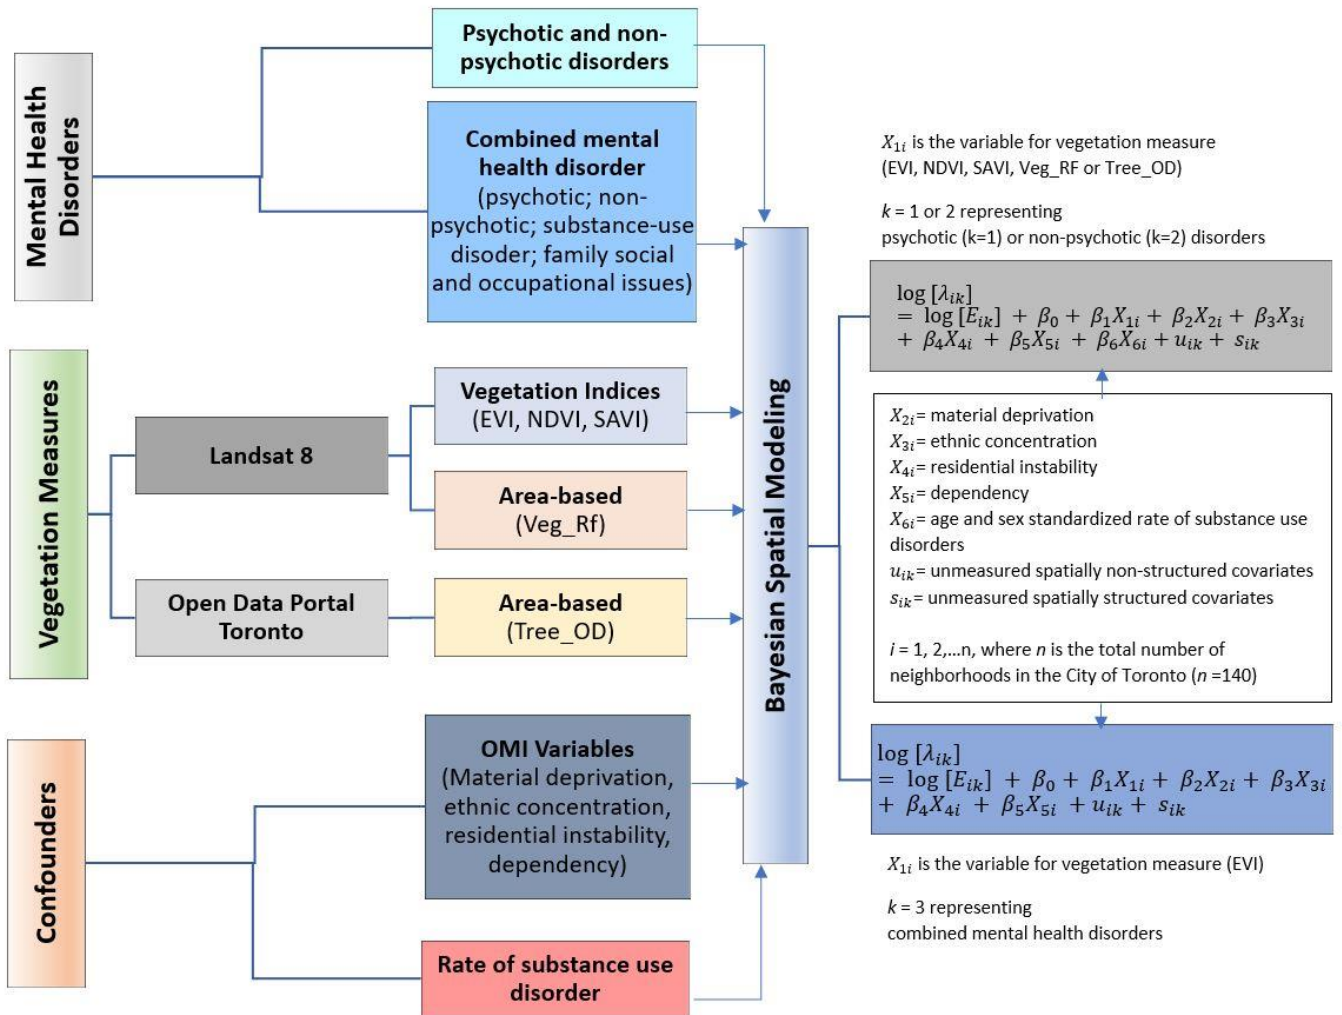 Mental Health
Disorders
Psychotic and non-
psychotic disorders
Combined mental
health disorder
(psychotic; non-
psychotic; substance-use
disoder; family social
and occupational issues)
Vegetation Measures
Landsat 8
Vegetation Indices
(EVI, NDVI, SAVI)
Area-based
(Veg_Rf)
Open Data Portal
Toronto
Area-based
(Tree_OD)
Confounders
OMI Variables
(Material deprivation,
ethnic concentration,
residential instability,
dependency)
Rate of substance use
disorder
Bayesian Spatial Modeling
X₁ᵢ is the variable for vegetation measure
(EVI, NDVI, SAVI, Veg_RF or Tree_OD)
k = 1 or 2 representing
psychotic (k=1) or non-psychotic (k=2) disorders
log [λᵢₖ]
= log [Eᵢₖ] + β₀ + β₁X₁ᵢ + β₂X₂ᵢ + β₃X₃ᵢ
+ β₄X₄ᵢ + β₅X₅ᵢ + β₆X₆ᵢ + uᵢₖ + sᵢₖ
X₂ᵢ= material deprivation
X₃ᵢ= ethnic concentration
X₄ᵢ= residential instability
X₅ᵢ= dependency
X₆ᵢ= age and sex standardized rate of substance use
disorders
uᵢₖ= unmeasured spatially non-structured covariates
sᵢₖ= unmeasured spatially structured covariates
i = 1, 2,...n, where n is the total number of
neighborhoods in the City of Toronto (n =140)
log [λᵢₖ]
= log [Eᵢₖ] + β₀ + β₁X₁ᵢ + β₂X₂ᵢ + β₃X₃ᵢ
+ β₄X₄ᵢ + β₅X₅ᵢ + uᵢₖ + sᵢₖ
X₁ᵢ is the variable for vegetation measure (EVI)
k = 3 representing
combined mental health disorders